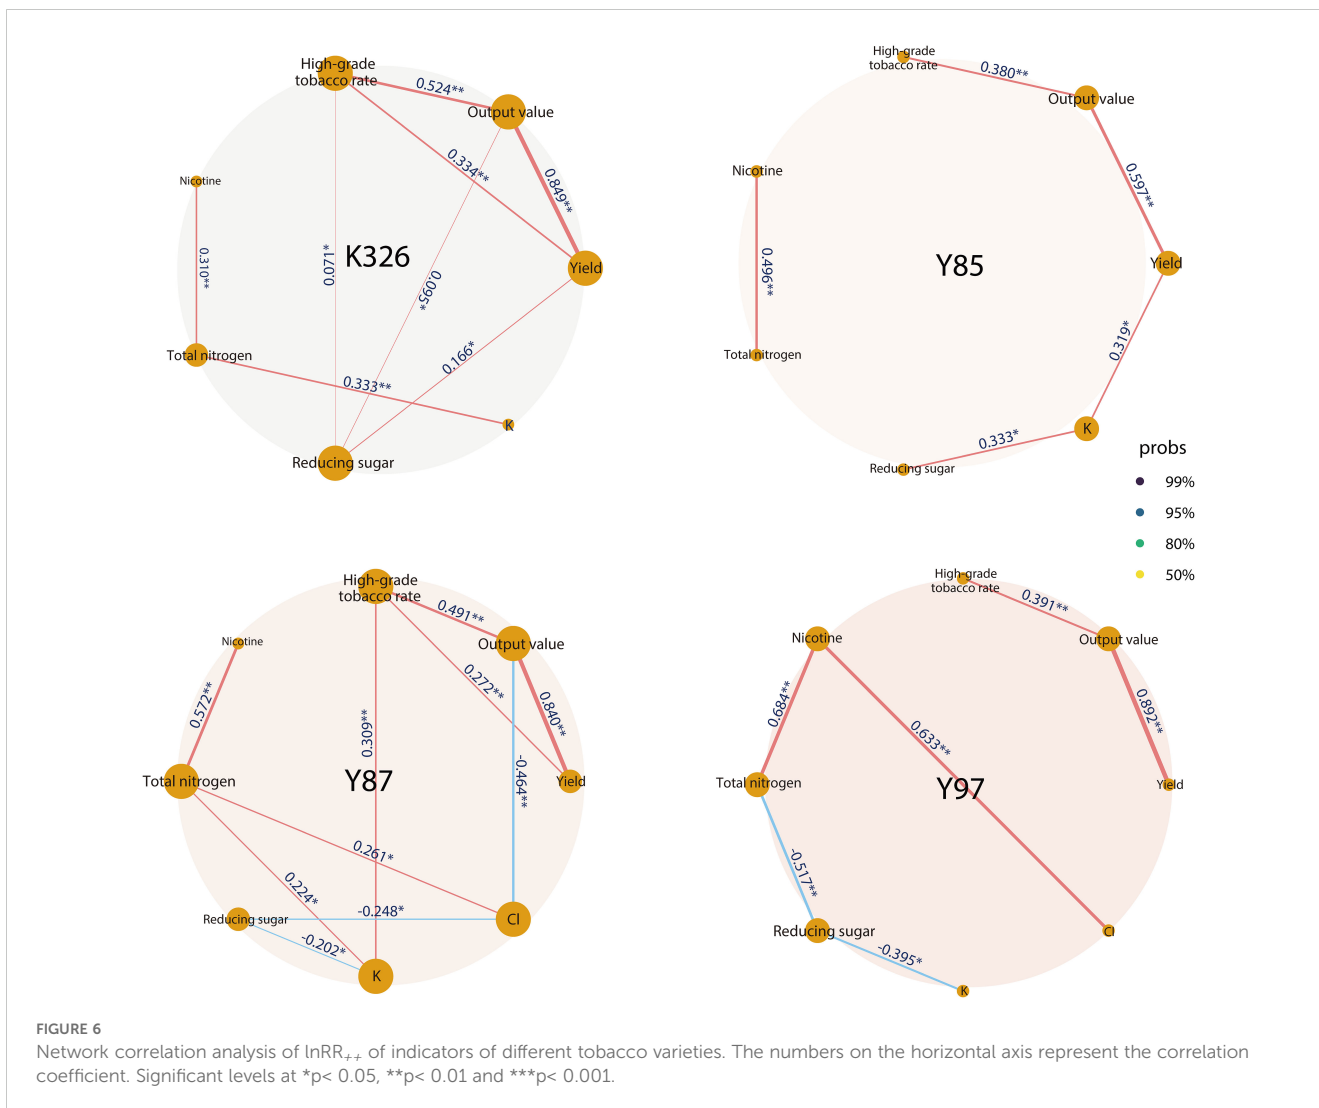 High-grade
tobacco rate
0.524**
Output value
0.334**
0.849**
Nicotine
0.310**
0.071*
K326
0.095*
Yield
Total nitrogen
0.166*
0.333**
K
Reducing sugar
High-grade
tobacco rate
0.380**
Output value
Nicotine
0.597**
0.496**
Y85
Yield
Total nitrogen
0.319*
K
0.333*
Reducing sugar
probs
99%
95%
80%
50%
High-grade
tobacco rate
0.491**
Nicotine
Output value
0.572**
0.272**
0.840**
0.309**
Total nitrogen
Y87
-0.464**
Yield
0.261*
0.224*
Reducing sugar
-0.248*
Cl
-0.202*
K
High-grade
tobacco rate
0.391**
Nicotine
Output value
0.684**
0.633**
0.892**
Total nitrogen
Y97
Yield
-0.517**
Reducing sugar
Cl
-0.395*
K
FIGURE 6
Network correlation analysis of lnRR++ of indicators of different tobacco varieties. The numbers on the horizontal axis represent the correlation
coefficient. Significant levels at *p< 0.05, **p< 0.01 and ***p< 0.001.